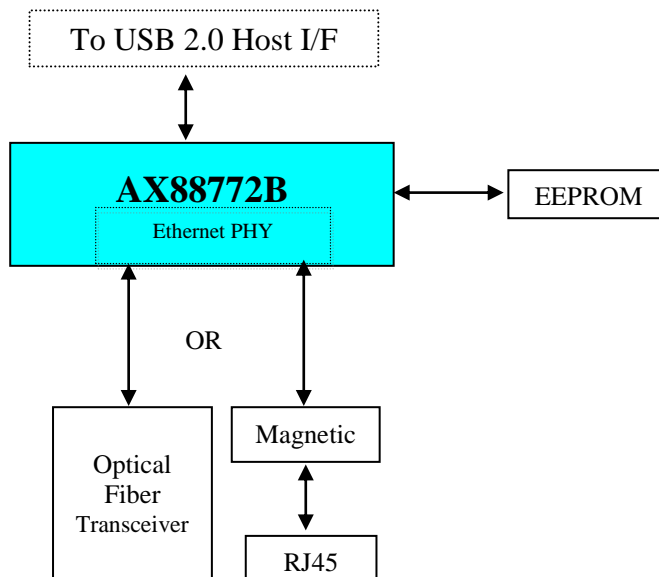 To USB 2.0 Host I/F
AX88772B
Ethernet PHY
EEPROM
OR
Optical
Fiber
Transceiver
Magnetic
RJ45